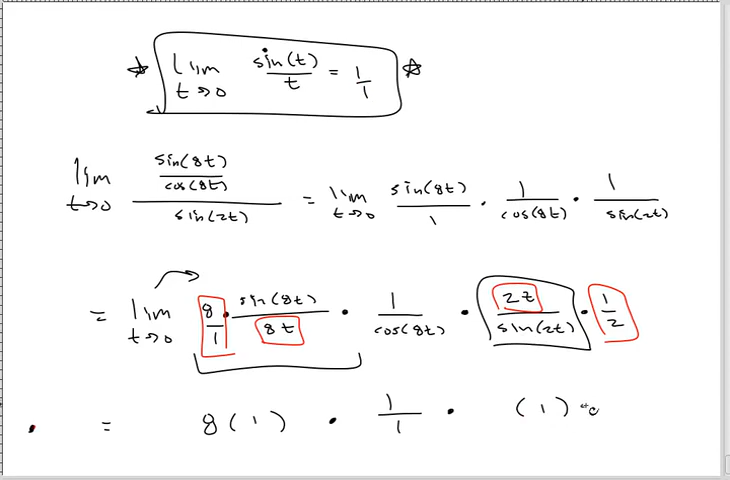 lim t→0 sin(t)/t = 1/1
lim t→0 (sin(8t)/cos(8t))/sin(2t) = lim t→0 sin(8t)/1 · 1/cos(8t) · 1/sin(2t)
= lim t→0 8/1 · sin(8t)/8t · 1/cos(8t) · 2t/sin(2t) · 1/2
= 8(1) · 1/1 · (1)